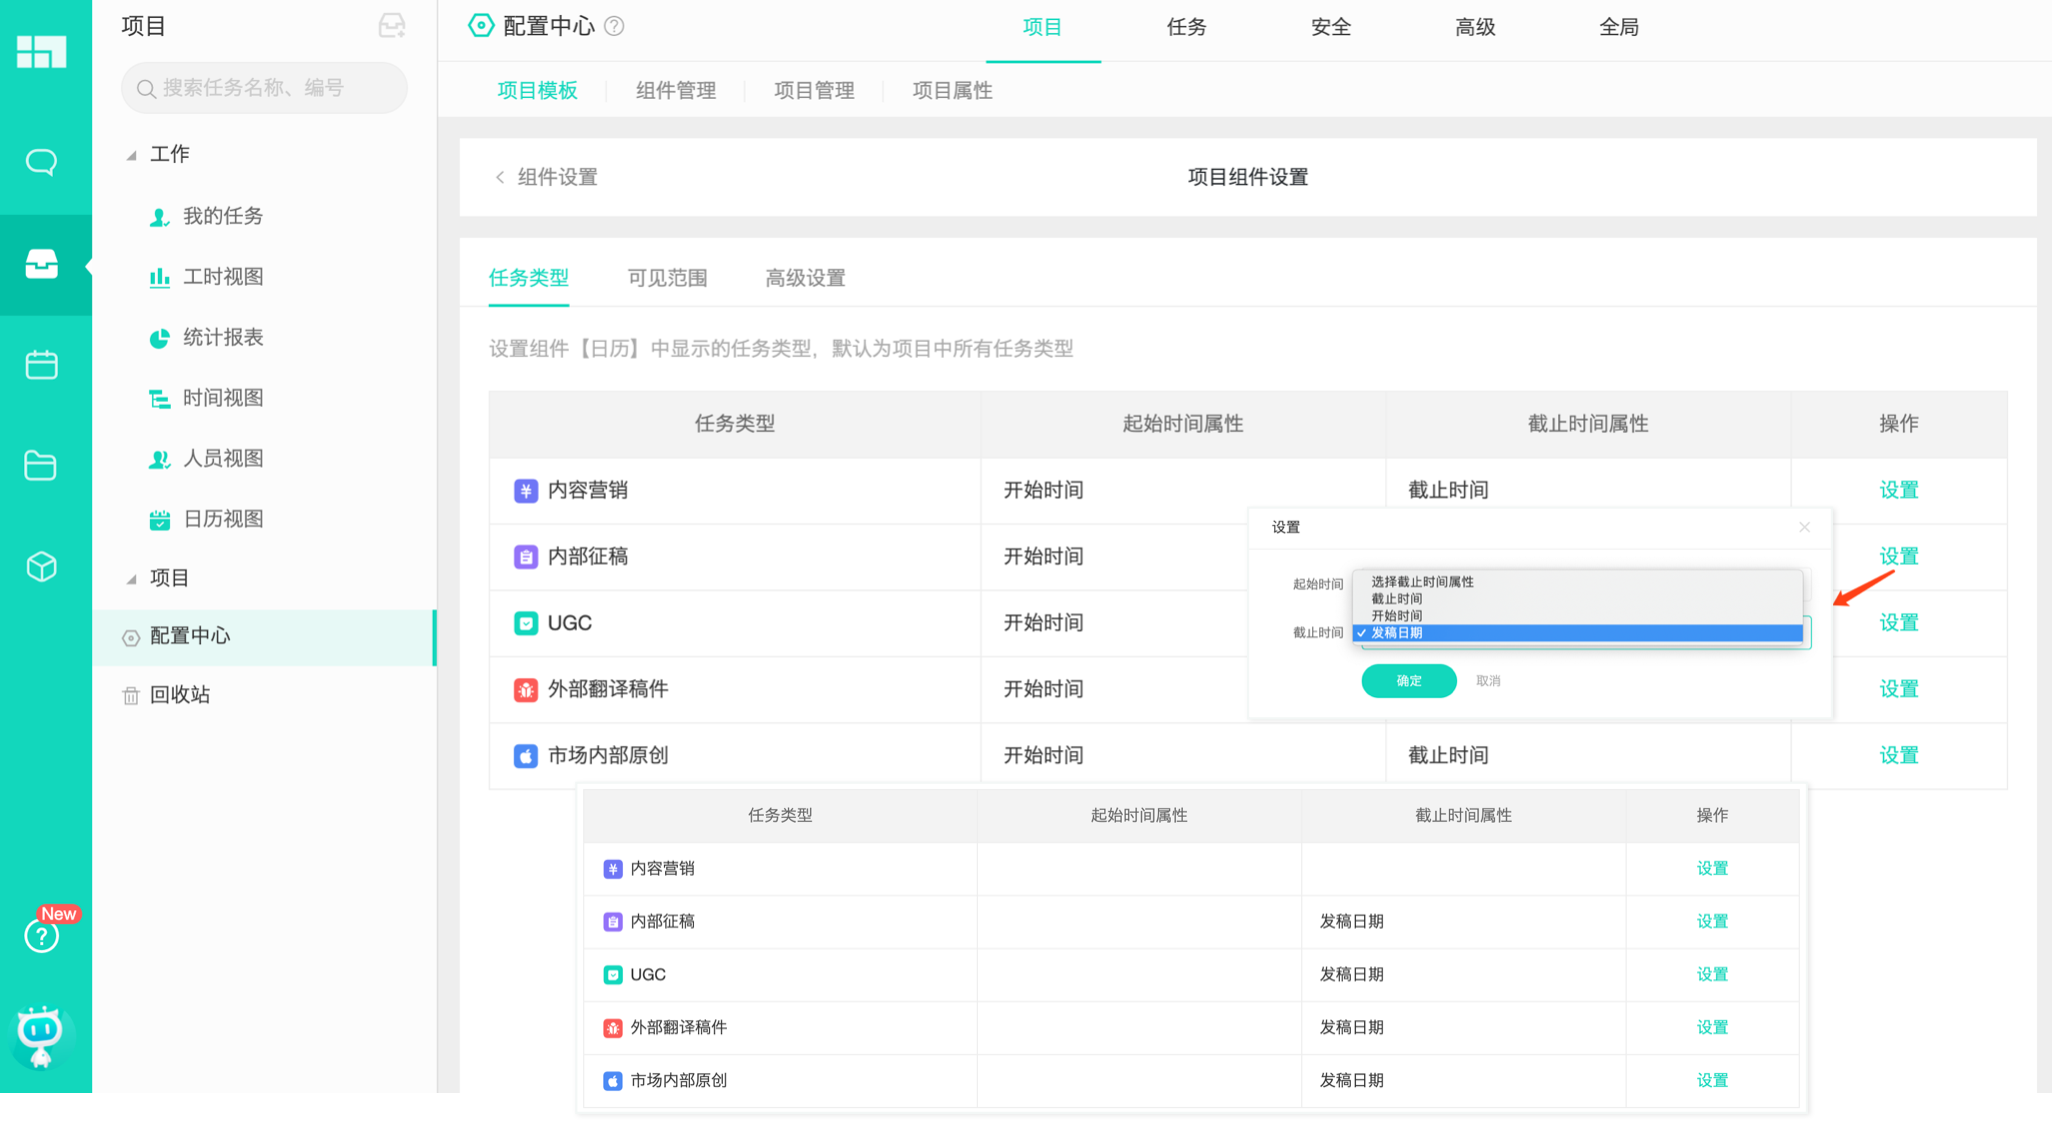 项目
搜索任务名称、编号
工作
我的任务
工时视图
统计报表
时间视图
人员视图
日历视图
项目
配置中心
回收站
New
配置中心
项目 任务 安全 高级 全局
项目模板 组件管理 项目管理 项目属性
组件设置
项目组件设置
任务类型 可见范围 高级设置
设置组件【日历】中显示的任务类型，默认为项目中所有任务类型
任务类型 起始时间属性 截止时间属性 操作
内容营销 开始时间 截止时间 设置
内部征稿 开始时间 设置
UGC 开始时间 设置
外部翻译稿件 开始时间 设置
市场内部原创 开始时间 截止时间 设置
设置
起始时间
选择截止时间属性
截止时间
开始时间
截止时间
发稿日期
确定 取消
任务类型 起始时间属性 截止时间属性 操作
内容营销 设置
内部征稿 发稿日期 设置
UGC 发稿日期 设置
外部翻译稿件 发稿日期 设置
市场内部原创 发稿日期 设置